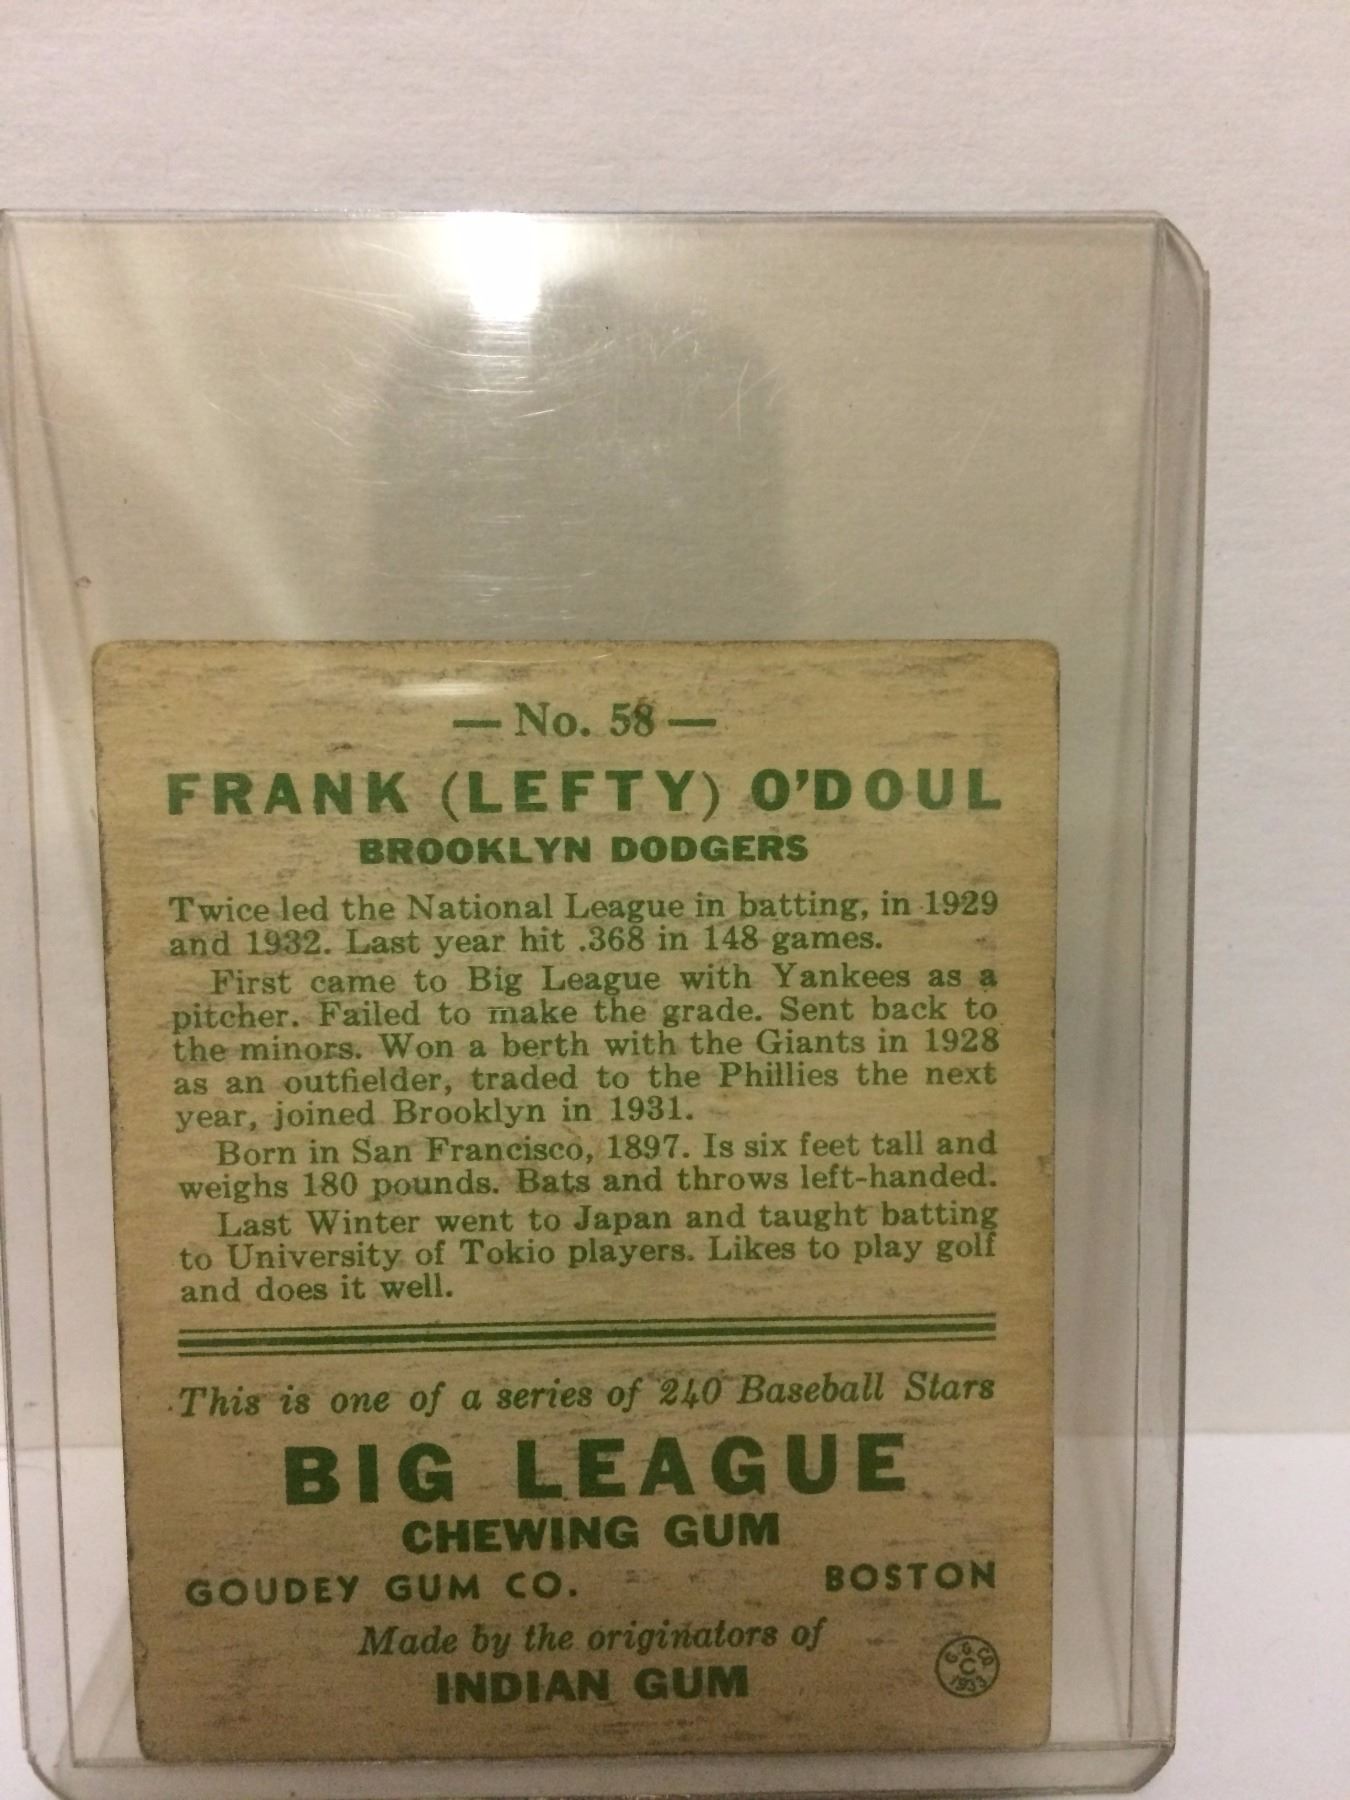 — No. 58 —
FRANK (LEFTY) O'DOUL
BROOKLYN DODGERS
Twice led the National League in batting, in 1929
and 1932. Last year hit .368 in 148 games.
First came to Big League with Yankees as a
pitcher. Failed to make the grade. Sent back to
the minors. Won a berth with the Giants in 1928
as an outfielder, traded to the Phillies the next
year, joined Brooklyn in 1931.
Born in San Francisco, 1897. Is six feet tall and
weighs 180 pounds. Bats and throws left-handed.
Last Winter went to Japan and taught batting
to University of Tokio players. Likes to play golf
and does it well.
This is one of a series of 240 Baseball Stars
BIG LEAGUE
CHEWING GUM
GOUDEY GUM CO. BOSTON
Made by the originators of
INDIAN GUM
G. G. CO.
C
1933